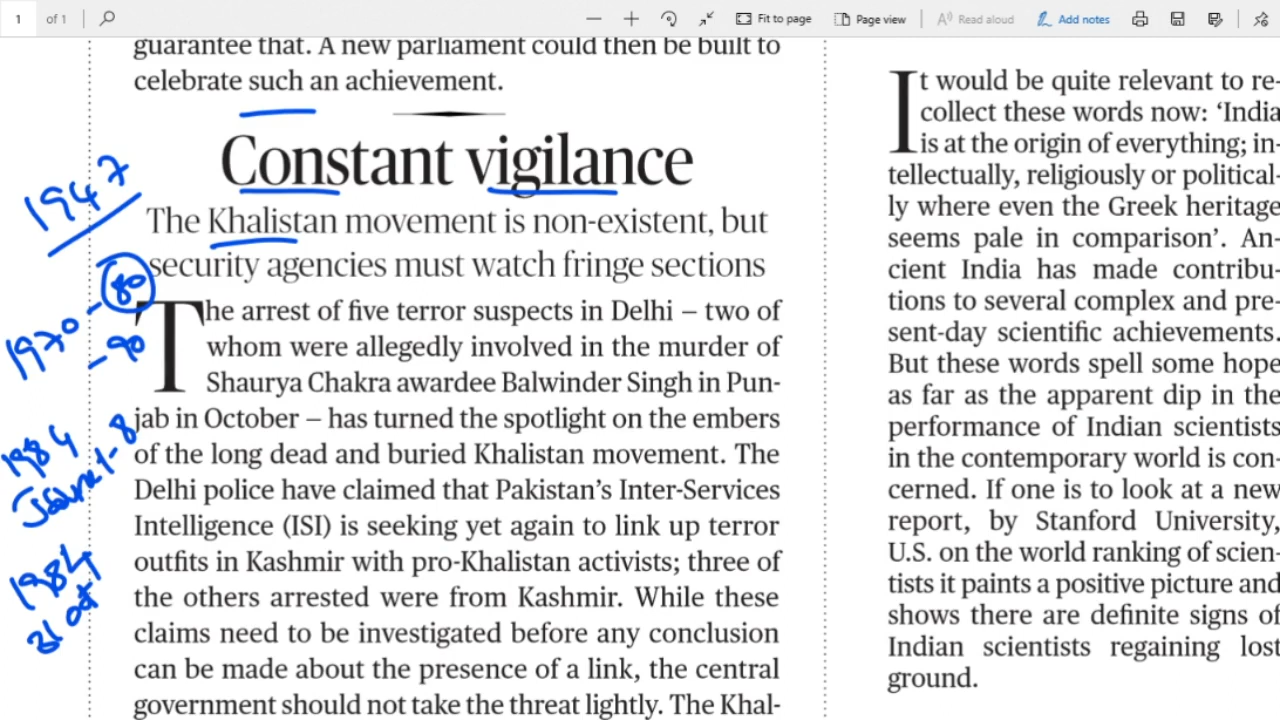 1 of 1 Fit to page Page view Read aloud Add notes
guarantee that. A new parliament could then be built to
celebrate such an achievement.
Constant vigilance
The Khalistan movement is non-existent, but
security agencies must watch fringe sections
The arrest of five terror suspects in Delhi – two of
whom were allegedly involved in the murder of
Shaurya Chakra awardee Balwinder Singh in Pun-
jab in October – has turned the spotlight on the embers
of the long dead and buried Khalistan movement. The
Delhi police have claimed that Pakistan's Inter-Services
Intelligence (ISI) is seeking yet again to link up terror
outfits in Kashmir with pro-Khalistan activists; three of
the others arrested were from Kashmir. While these
claims need to be investigated before any conclusion
can be made about the presence of a link, the central
government should not take the threat lightly. The Khal-
1947
1970-80
-90
1984
1-8
1984
31 oct
It would be quite relevant to re-
collect these words now: 'India
is at the origin of everything; in-
tellectually, religiously or political-
ly where even the Greek heritage
seems pale in comparison'. An-
cient India has made contribu-
tions to several complex and pre-
sent-day scientific achievements.
But these words spell some hope
as far as the apparent dip in the
performance of Indian scientists
in the contemporary world is con-
cerned. If one is to look at a new
report, by Stanford University,
U.S. on the world ranking of scien-
tists it paints a positive picture and
shows there are definite signs of
Indian scientists regaining lost
ground.